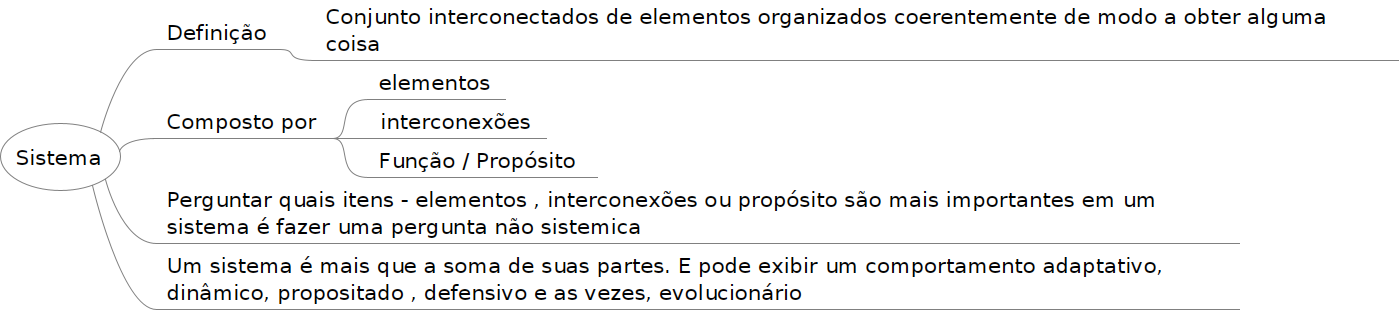 Definição
Conjunto interconectados de elementos organizados coerentemente de modo a obter alguma
coisa
elementos
Composto por
interconexões
Função / Propósito
Sistema
Perguntar quais itens - elementos , interconexões ou propósito são mais importantes em um
sistema é fazer uma pergunta não sistemica
Um sistema é mais que a soma de suas partes. E pode exibir um comportamento adaptativo,
dinâmico, propositado , defensivo e as vezes, evolucionário